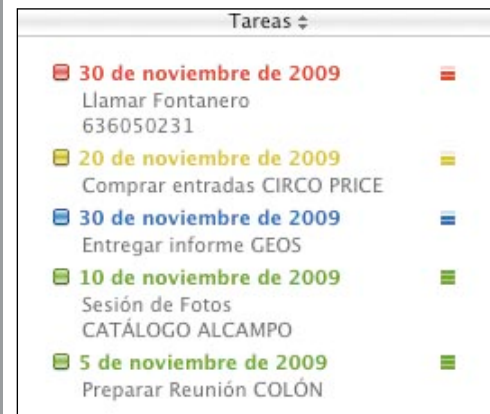 Tareas
30 de noviembre de 2009
Llamar Fontanero
636050231
20 de noviembre de 2009
Comprar entradas CIRCO PRICE
30 de noviembre de 2009
Entregar informe GEOS
10 de noviembre de 2009
Sesión de Fotos
CATÁLOGO ALCAMPO
5 de noviembre de 2009
Preparar Reunión COLÓN